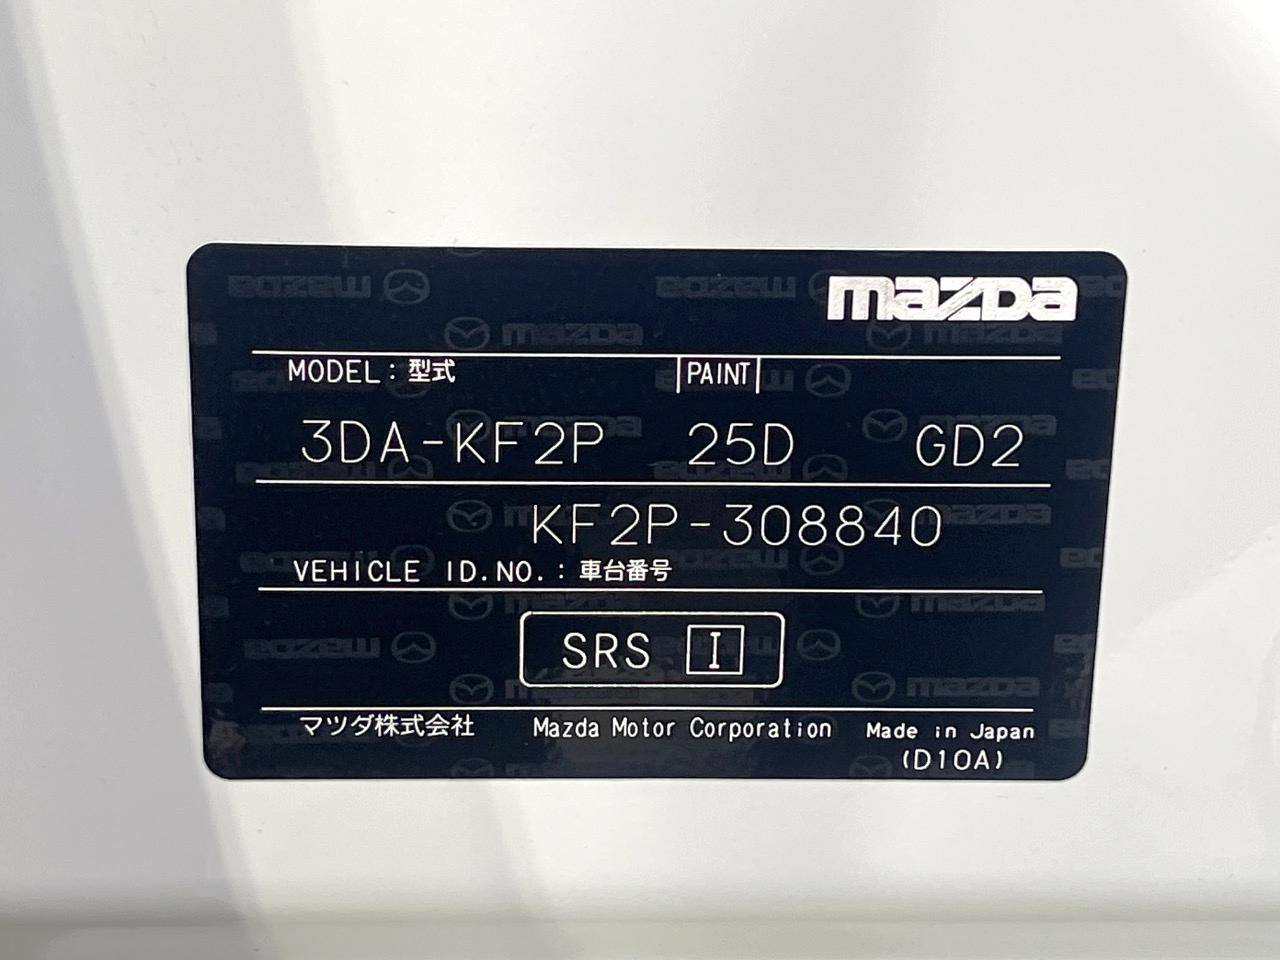 mazda
MODEL：型式 PAINT
3DA-KF2P 25D GD2
KF2P-308840
VEHICLE ID.NO.：車台番号
SRS I
マツダ株式会社 Mazda Motor Corporation Made in Japan
(D10A)